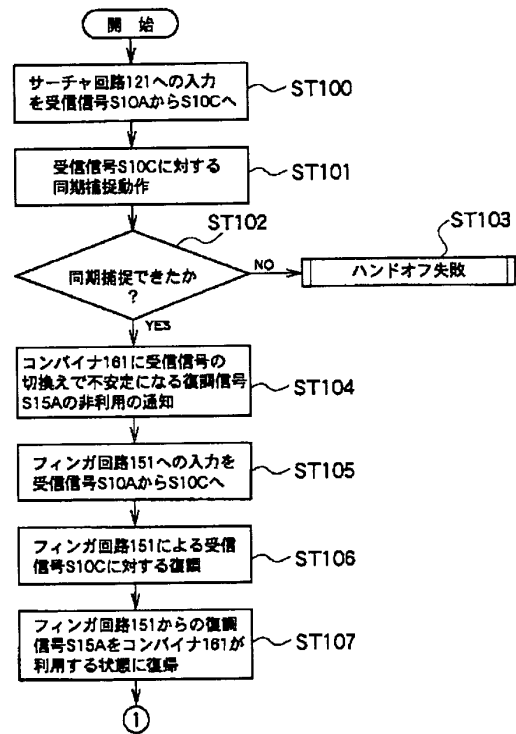 開 始
サーチャ回路121への入力
を受信信号S10AからS10Cへ
ST100
受信信号S10Cに対する
同期捕捉動作
ST101
ST102
同期捕捉できたか
?
NO
ST103
ハンドオフ失敗
YES
コンバイナ161に受信信号の
切換えで不安定になる復調信号
S15Aの非利用の通知
ST104
フィンガ回路151への入力を
受信信号S10AからS10Cへ
ST105
フィンガ回路151による受信
信号S10Cに対する復調
ST106
フィンガ回路151からの復調
信号S15Aをコンバイナ161が
利用する状態に復帰
ST107
1